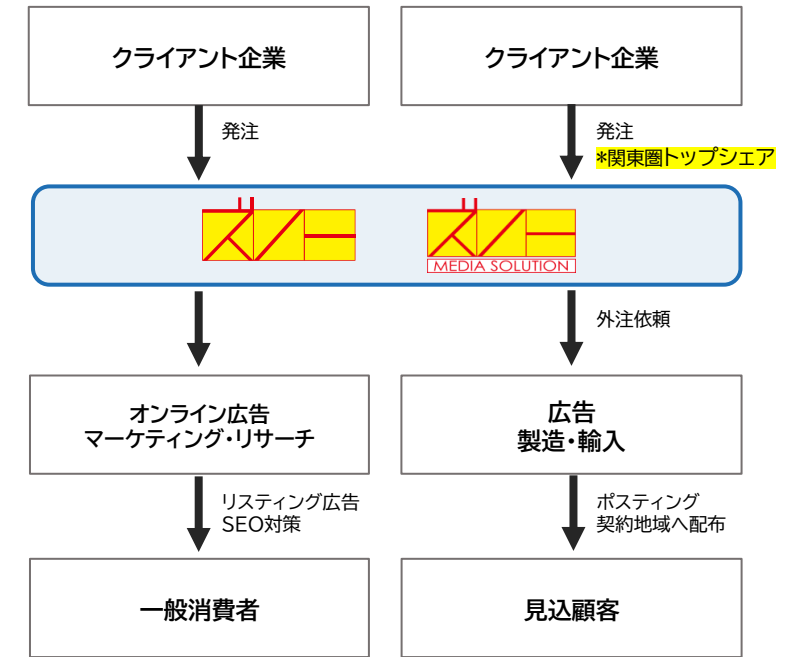 クライアント企業
クライアント企業
発注
発注
*関東圏トップシェア
MEDIA SOLUTION
外注依頼
オンライン広告
マーケティング・リサーチ
広告
製造・輸入
リスティング広告
SEO対策
ポスティング
契約地域へ配布
一般消費者
見込顧客